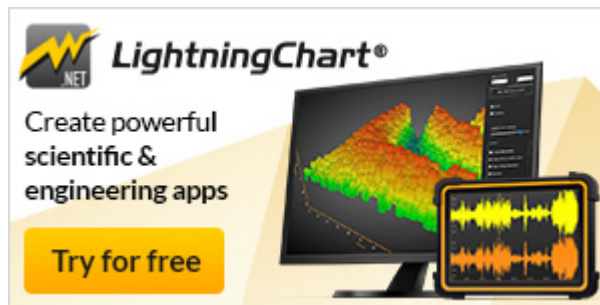 .NET
LightningChart®
Create powerful
scientific &
engineering apps
Try for free